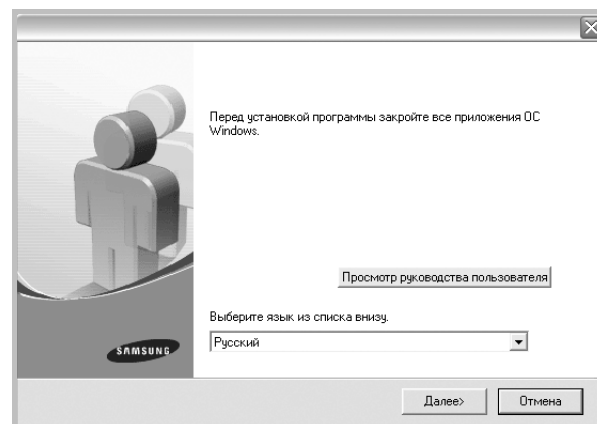 Перед установкой программы закройте все приложения ОС
Windows.
Просмотр руководства пользователя
Выберите язык из списка внизу.
Русский
SAMSUNG
Далее>
Отмена